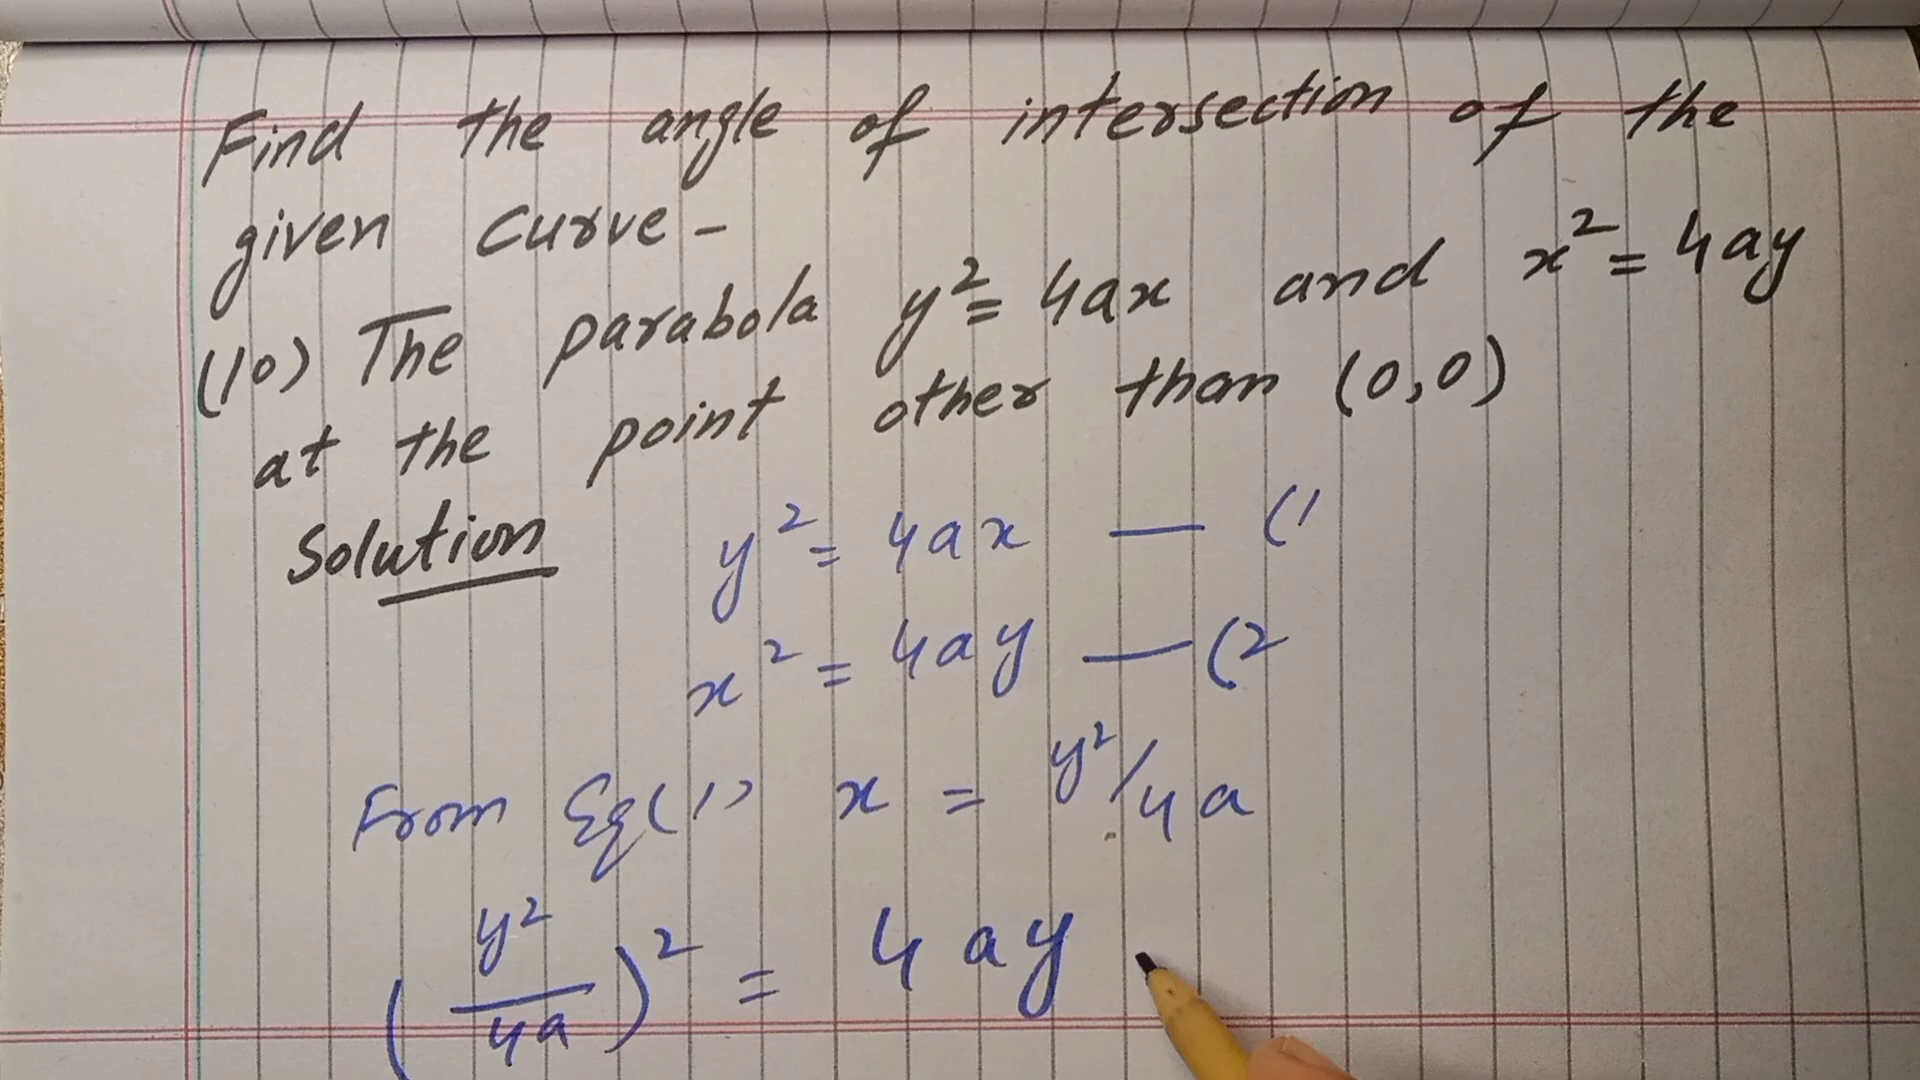 Find the angle of intersection of the
given curve -
(10) The parabola y² = 4ax and x² = 4ay
at the point other than (0,0)
Solution y² = 4ax — (1
x² = 4ay — (2
From Eq(1) x = y²/4a
(y²/4a)² = 4ay